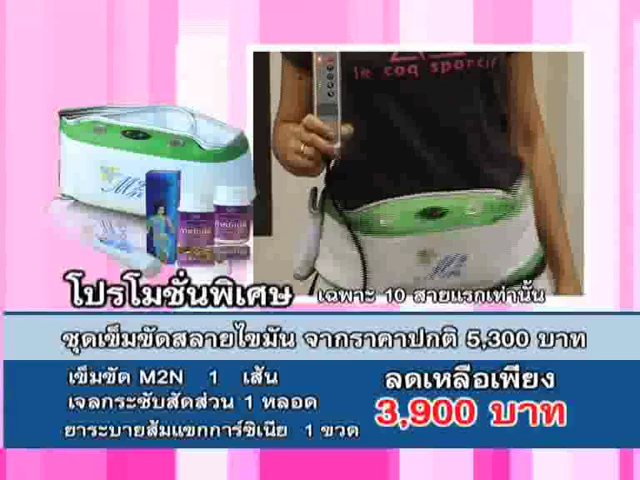 le coq sportif
M2N
โปรโมชั่นพิเศษ
เฉพาะ 10 สายแรกเท่านั้น
ชุดเข็มขัดสลายไขมัน จากราคาปกติ 5,300 บาท
เข็มขัด M2N 1 เส้น
ลดเหลือเพียง
เจลกระชับสัดส่วน 1 หลอด
3,900 บาท
ยาระบายส้มแขกการ์ซิเนีย 1 ขวด